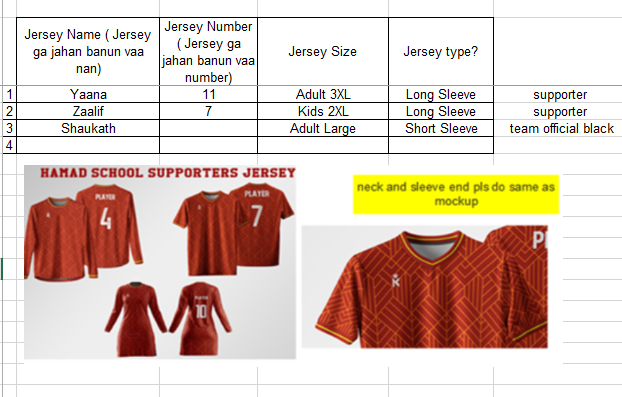 Jersey Name ( Jersey
ga jahan banun vaa
nan)
Jersey Number
( Jersey ga
jahan banun vaa
number)
Jersey Size
Jersey type?
1 Yaana 11 Adult 3XL Long Sleeve supporter
2 Zaalif 7 Kids 2XL Long Sleeve supporter
3 Shaukath Adult Large Short Sleeve team official black
4
HAMAD SCHOOL SUPPORTERS JERSEY
PLAYER
4
PLAYER
7
PLAYER
10
neck and sleeve end pls do same as
mockup
Pl